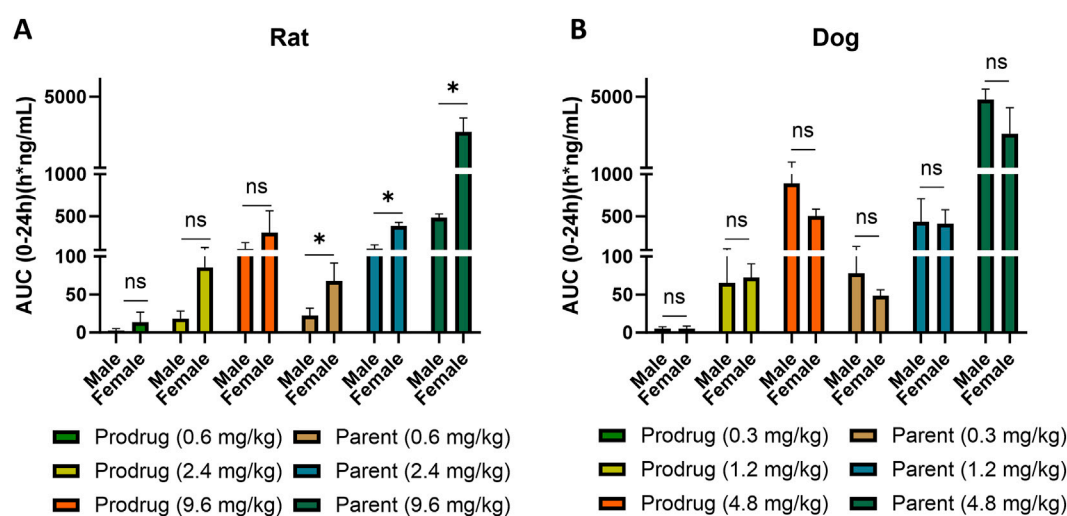 A
Rat
AUC (0-24h)(h*ng/mL)
5000
1000
500
100
50
0
ns
ns
ns
*
*
*
Male
Female
Male
Female
Male
Female
Male
Female
Male
Female
Male
Female
Prodrug (0.6 mg/kg)
Parent (0.6 mg/kg)
Prodrug (2.4 mg/kg)
Parent (2.4 mg/kg)
Prodrug (9.6 mg/kg)
Parent (9.6 mg/kg)
B
Dog
AUC (0-24h)(h*ng/mL)
5000
1000
500
100
50
0
ns
ns
ns
ns
ns
ns
Male
Female
Male
Female
Male
Female
Male
Female
Male
Female
Male
Female
Prodrug (0.3 mg/kg)
Parent (0.3 mg/kg)
Prodrug (1.2 mg/kg)
Parent (1.2 mg/kg)
Prodrug (4.8 mg/kg)
Parent (4.8 mg/kg)